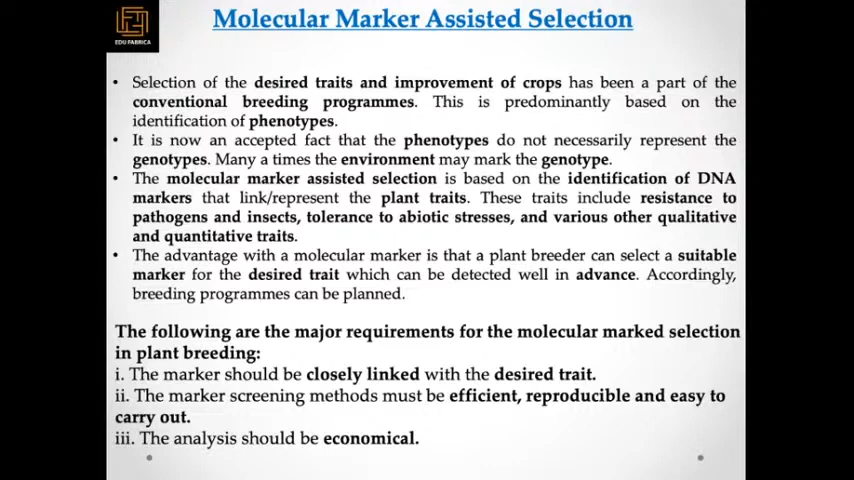 EDU FABRICA
Molecular Marker Assisted Selection
• Selection of the desired traits and improvement of crops has been a part of the
conventional breeding programmes. This is predominantly based on the
identification of phenotypes.
• It is now an accepted fact that the phenotypes do not necessarily represent the
genotypes. Many a times the environment may mark the genotype.
• The molecular marker assisted selection is based on the identification of DNA
markers that link/represent the plant traits. These traits include resistance to
pathogens and insects, tolerance to abiotic stresses, and various other qualitative
and quantitative traits.
• The advantage with a molecular marker is that a plant breeder can select a suitable
marker for the desired trait which can be detected well in advance. Accordingly,
breeding programmes can be planned.
The following are the major requirements for the molecular marked selection
in plant breeding:
i. The marker should be closely linked with the desired trait.
ii. The marker screening methods must be efficient, reproducible and easy to
carry out.
iii. The analysis should be economical.